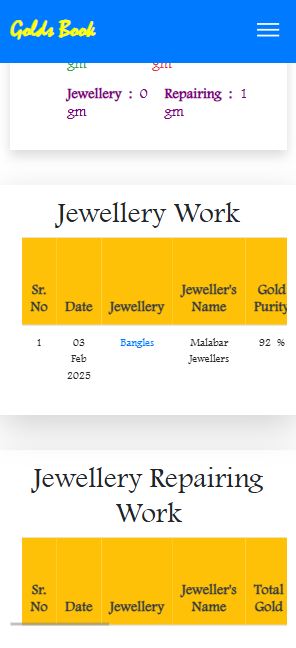 Golds Book
gm gm
Jewellery : 0 Repairing : 1
gm gm
Jewellery Work
Sr. No Date Jewellery Jeweller's Name Gold Purity
1 03 Feb 2025 Bangles Malabar Jewellers 92 %
Jewellery Repairing
Work
Sr. No Date Jewellery Jeweller's Name Total Gold